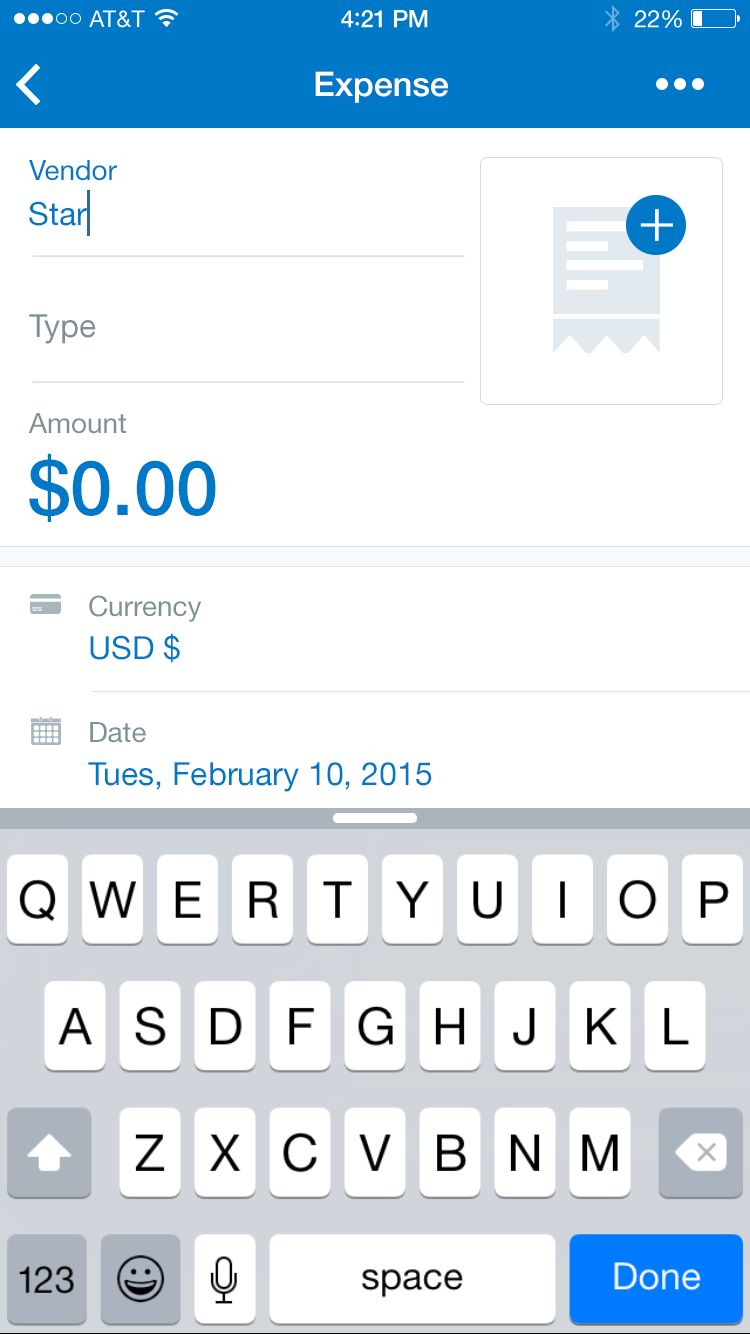 AT&T 4:21 PM 22%
Expense
Vendor
Star
Type
Amount
$0.00
Currency
USD $
Date
Tues, February 10, 2015
Q W E R T Y U I O P
A S D F G H J K L
Z X C V B N M
123 space Done